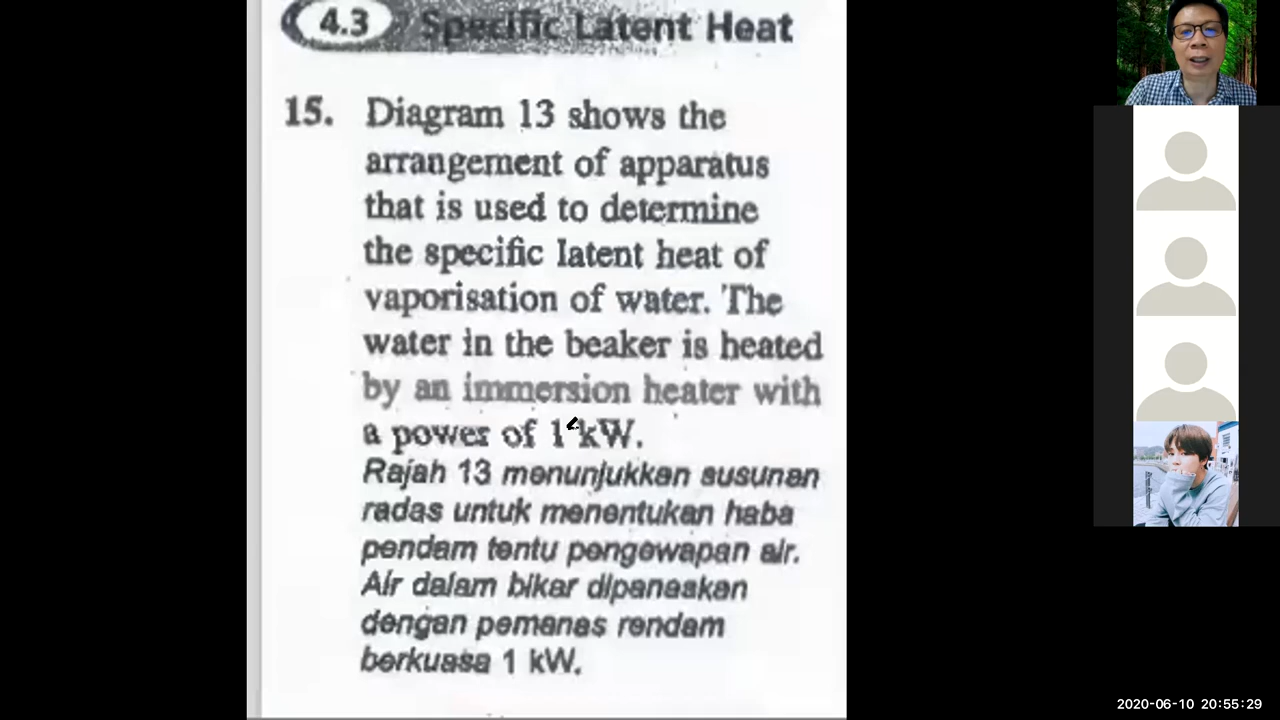 4.3 Specific Latent Heat
15. Diagram 13 shows the
arrangement of apparatus
that is used to determine
the specific latent heat of
vaporisation of water. The
water in the beaker is heated
by an immersion heater with
a power of 1 kW.
Rajah 13 menunjukkan susunan
radas untuk menentukan haba
pendam tentu pengewapan air.
Air dalam bikar dipanaskan
dengan pemanas rendam
berkuasa 1 kW.
2020-06-10 20:55:29